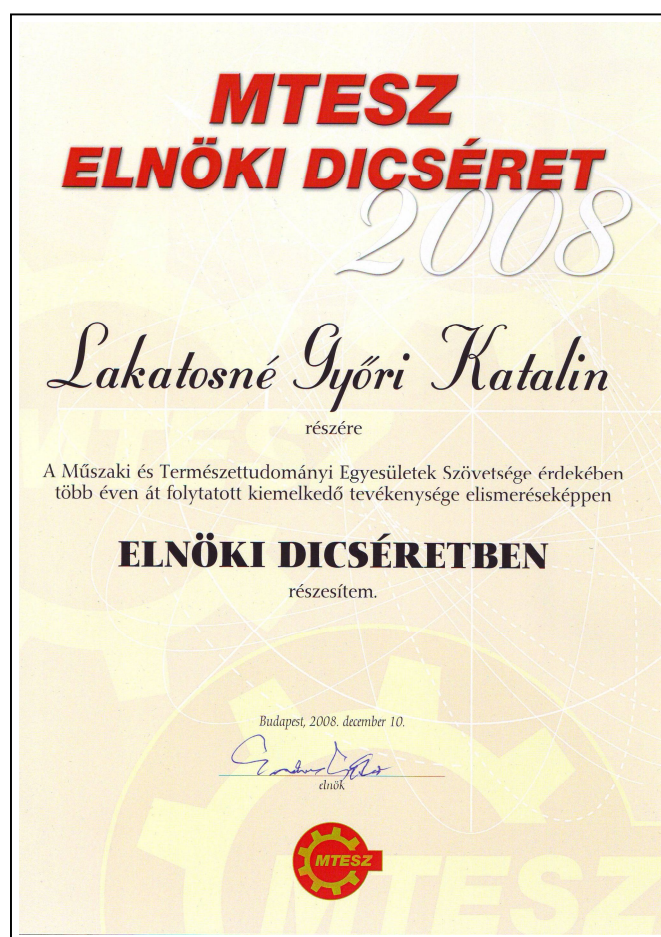 MTESZ
ELNÖKI DICSÉRET
2008
Lakatosné Győri Katalin
részére
A Műszaki és Természettudományi Egyesületek Szövetsége érdekében
több éven át folytatott kiemelkedő tevékenysége elismeréseképpen
ELNÖKI DICSÉRETBEN
részesítem.
Budapest, 2008. december 10.
elnök
MTESZ
MTESZ
MTESZ